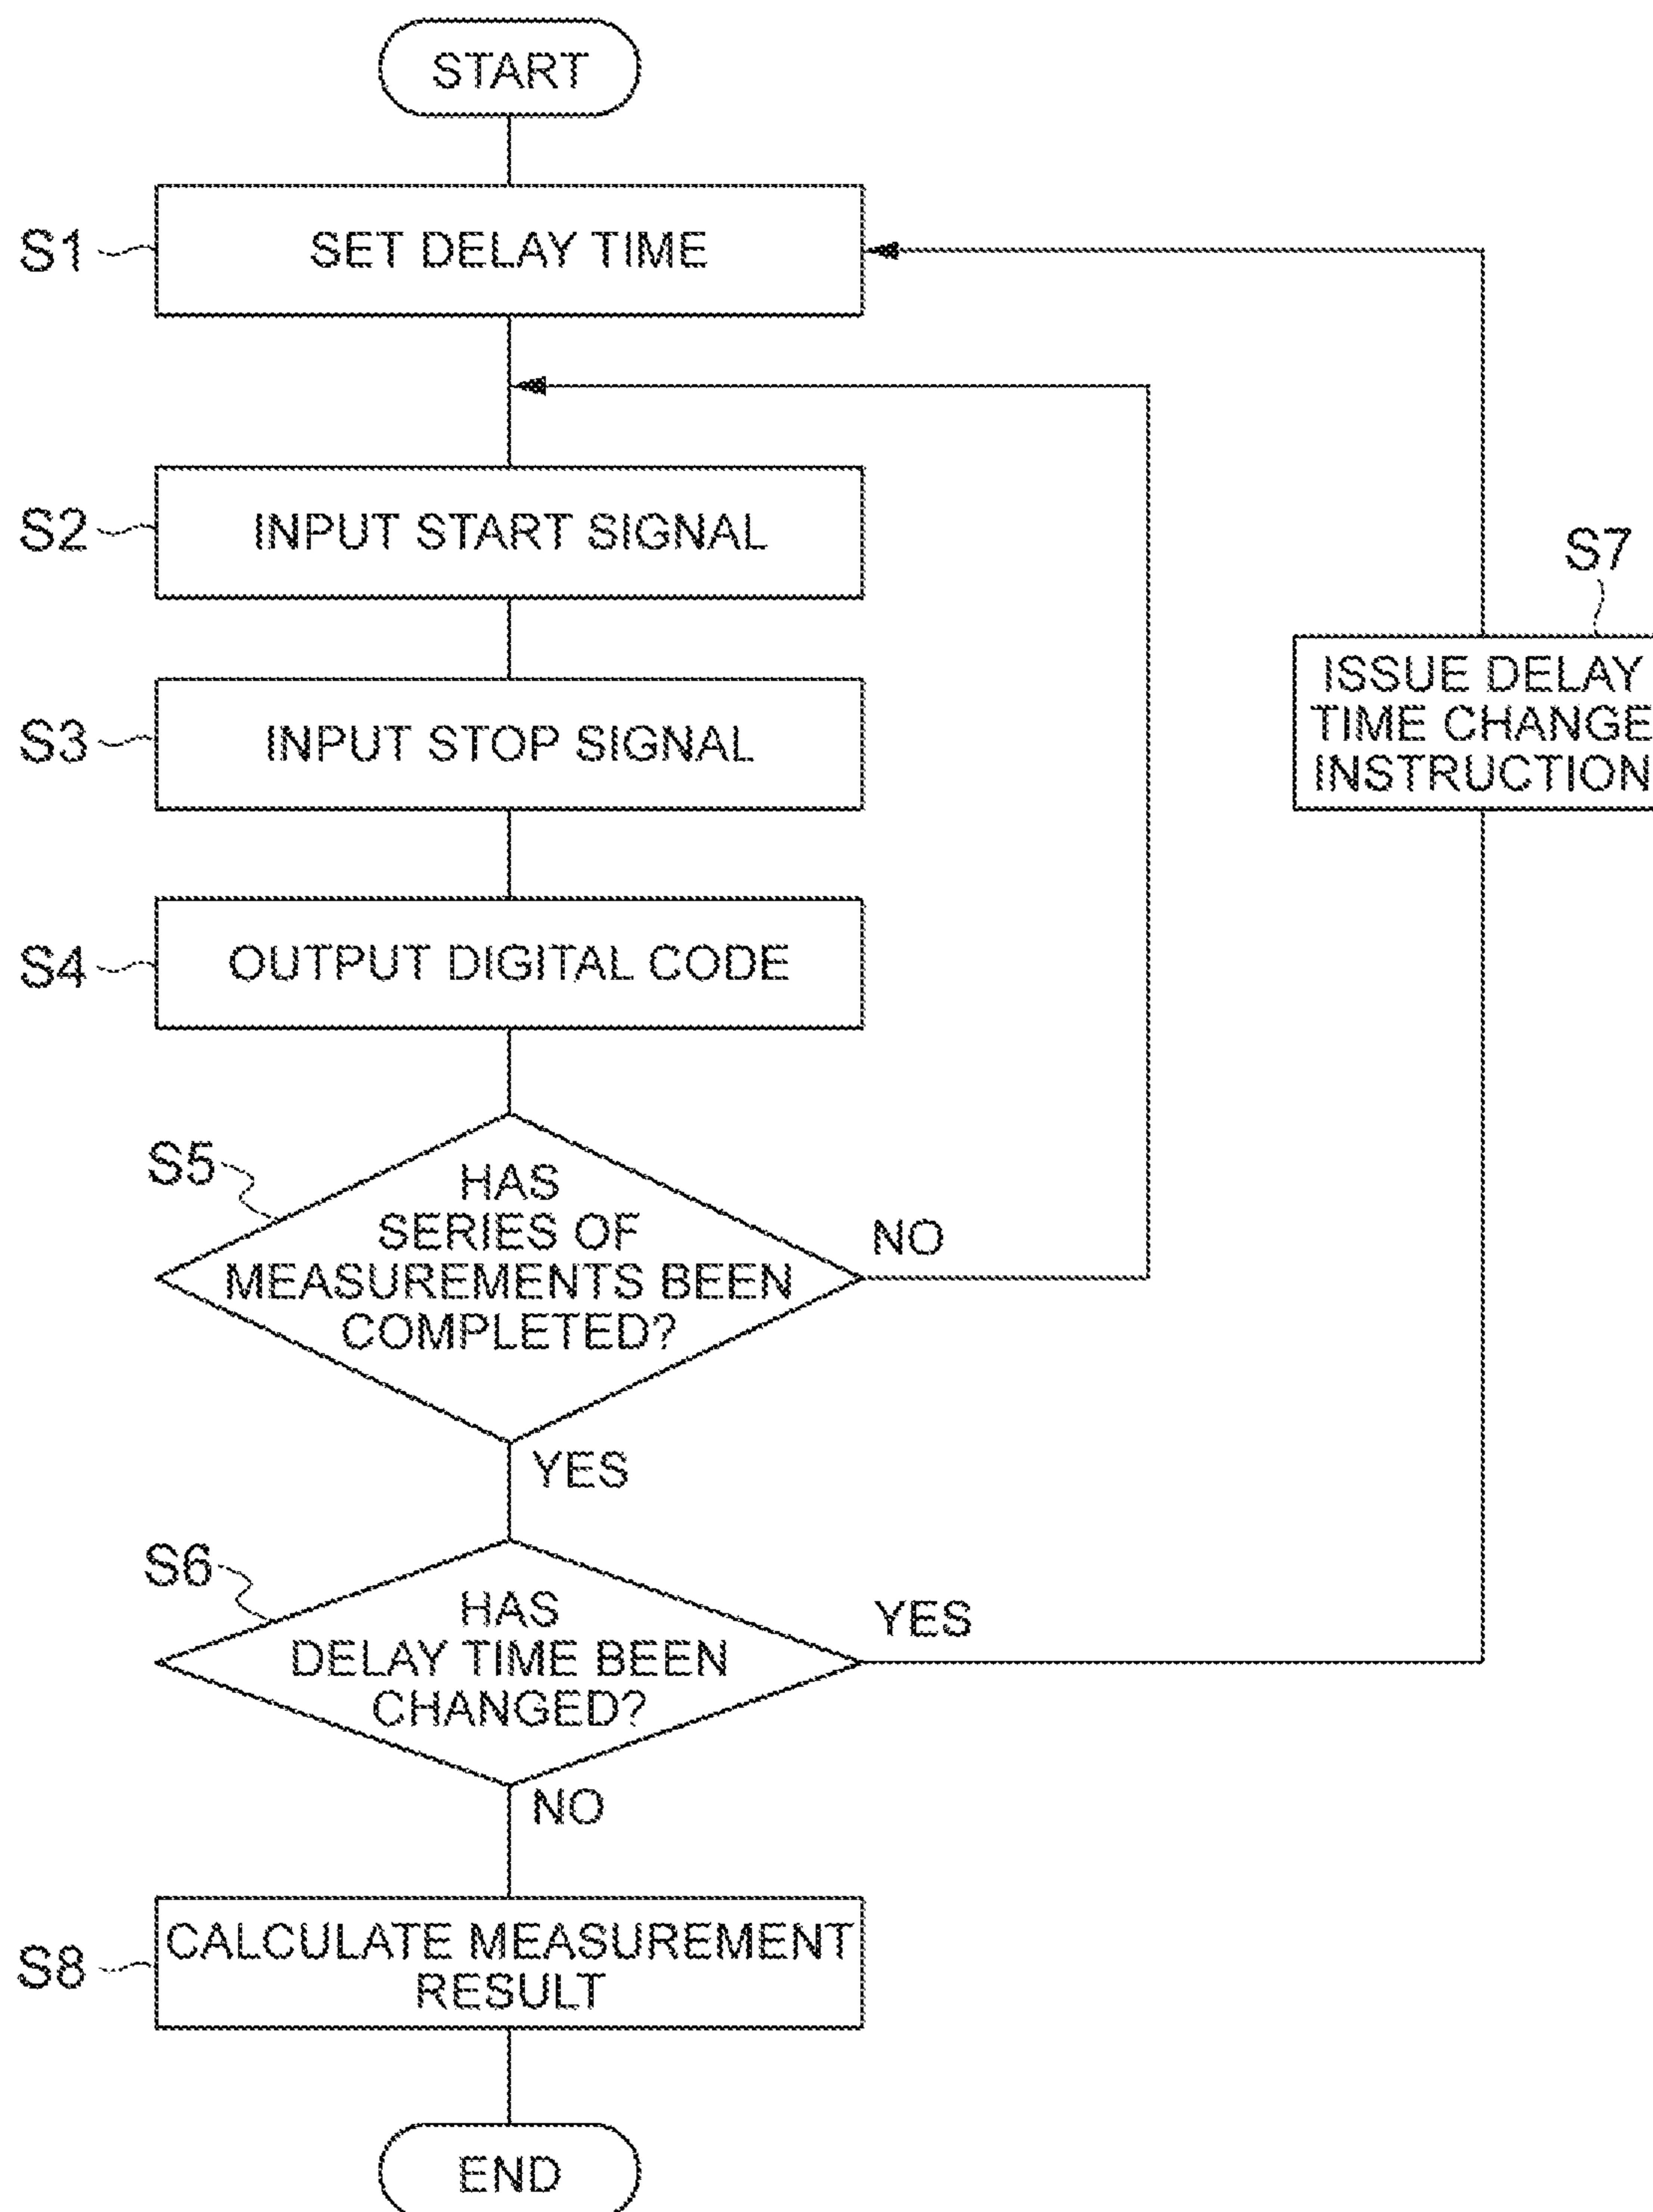 START
S1
SET DELAY TIME
S2
INPUT START SIGNAL
S7
ISSUE DELAY
TIME CHANGE
INSTRUCTION
S3
INPUT STOP SIGNAL
S4
OUTPUT DIGITAL CODE
S5
HAS
SERIES OF
MEASUREMENTS BEEN
COMPLETED?
NO
YES
S6
HAS
DELAY TIME BEEN
CHANGED?
YES
NO
S8
CALCULATE MEASUREMENT
RESULT
END